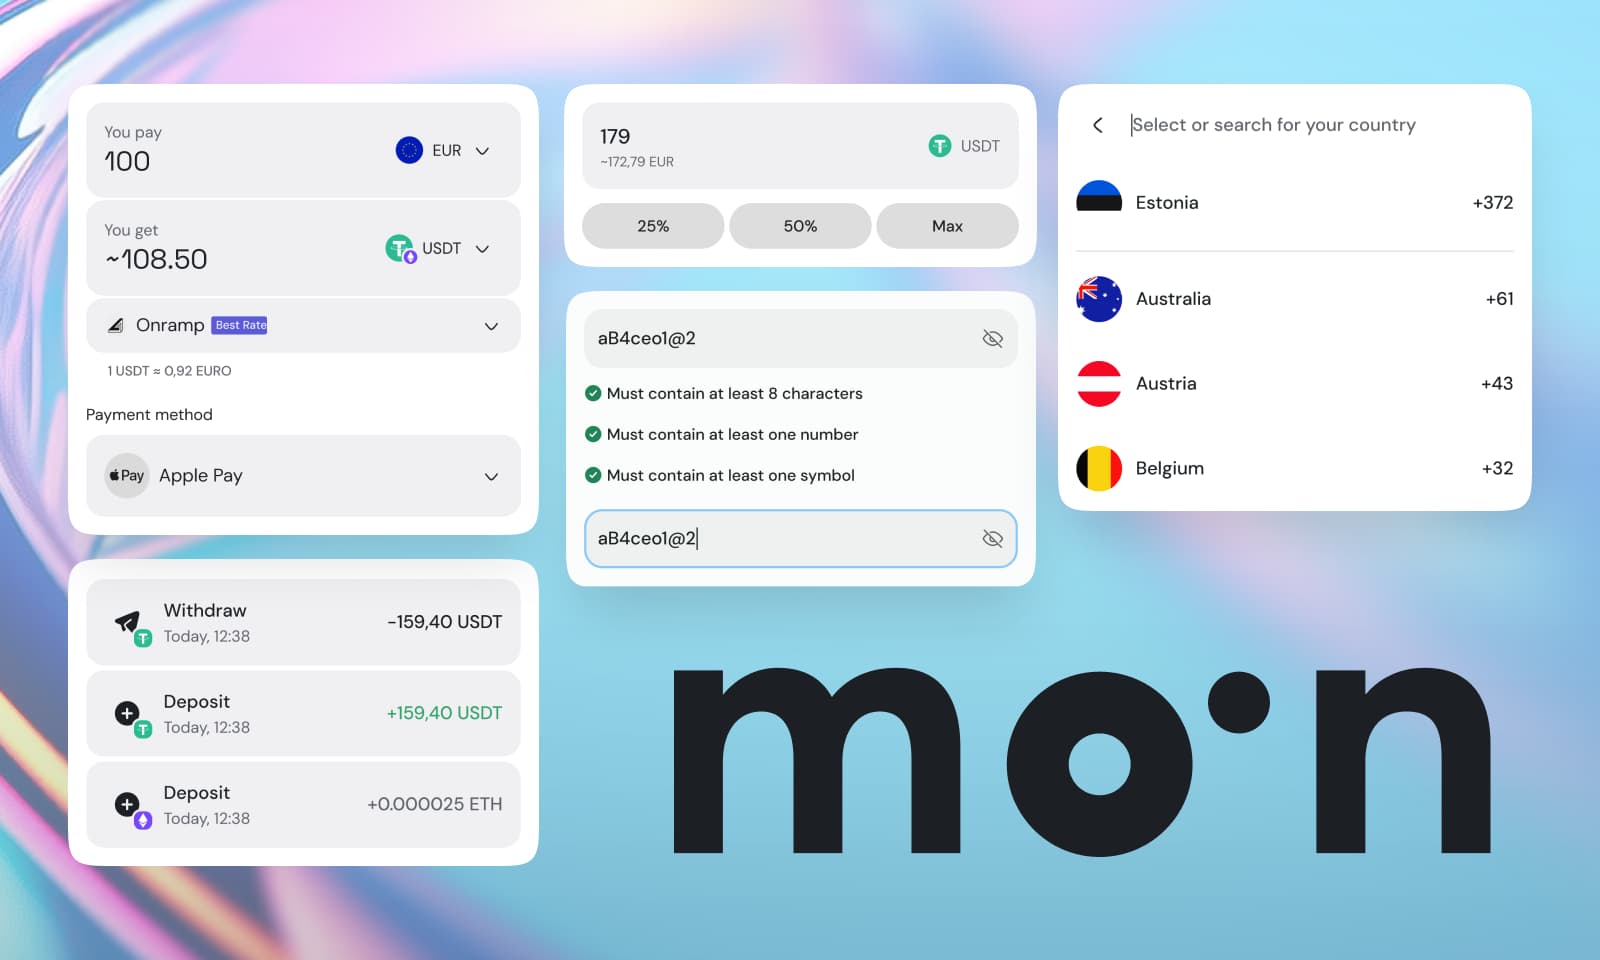 You pay
100
EUR
You get
~108.50
USDT
Onramp Best Rate
1 USDT ≈ 0,92 EURO
Payment method
Pay Apple Pay
Withdraw
Today, 12:38
-159,40 USDT
Deposit
Today, 12:38
+159,40 USDT
Deposit
Today, 12:38
+0.000025 ETH
179
~172,79 EUR
USDT
25%
50%
Max
aB4ceo1@2
Must contain at least 8 characters
Must contain at least one number
Must contain at least one symbol
aB4ceo1@2
Select or search for your country
Estonia +372
Australia +61
Austria +43
Belgium +32
mo•n